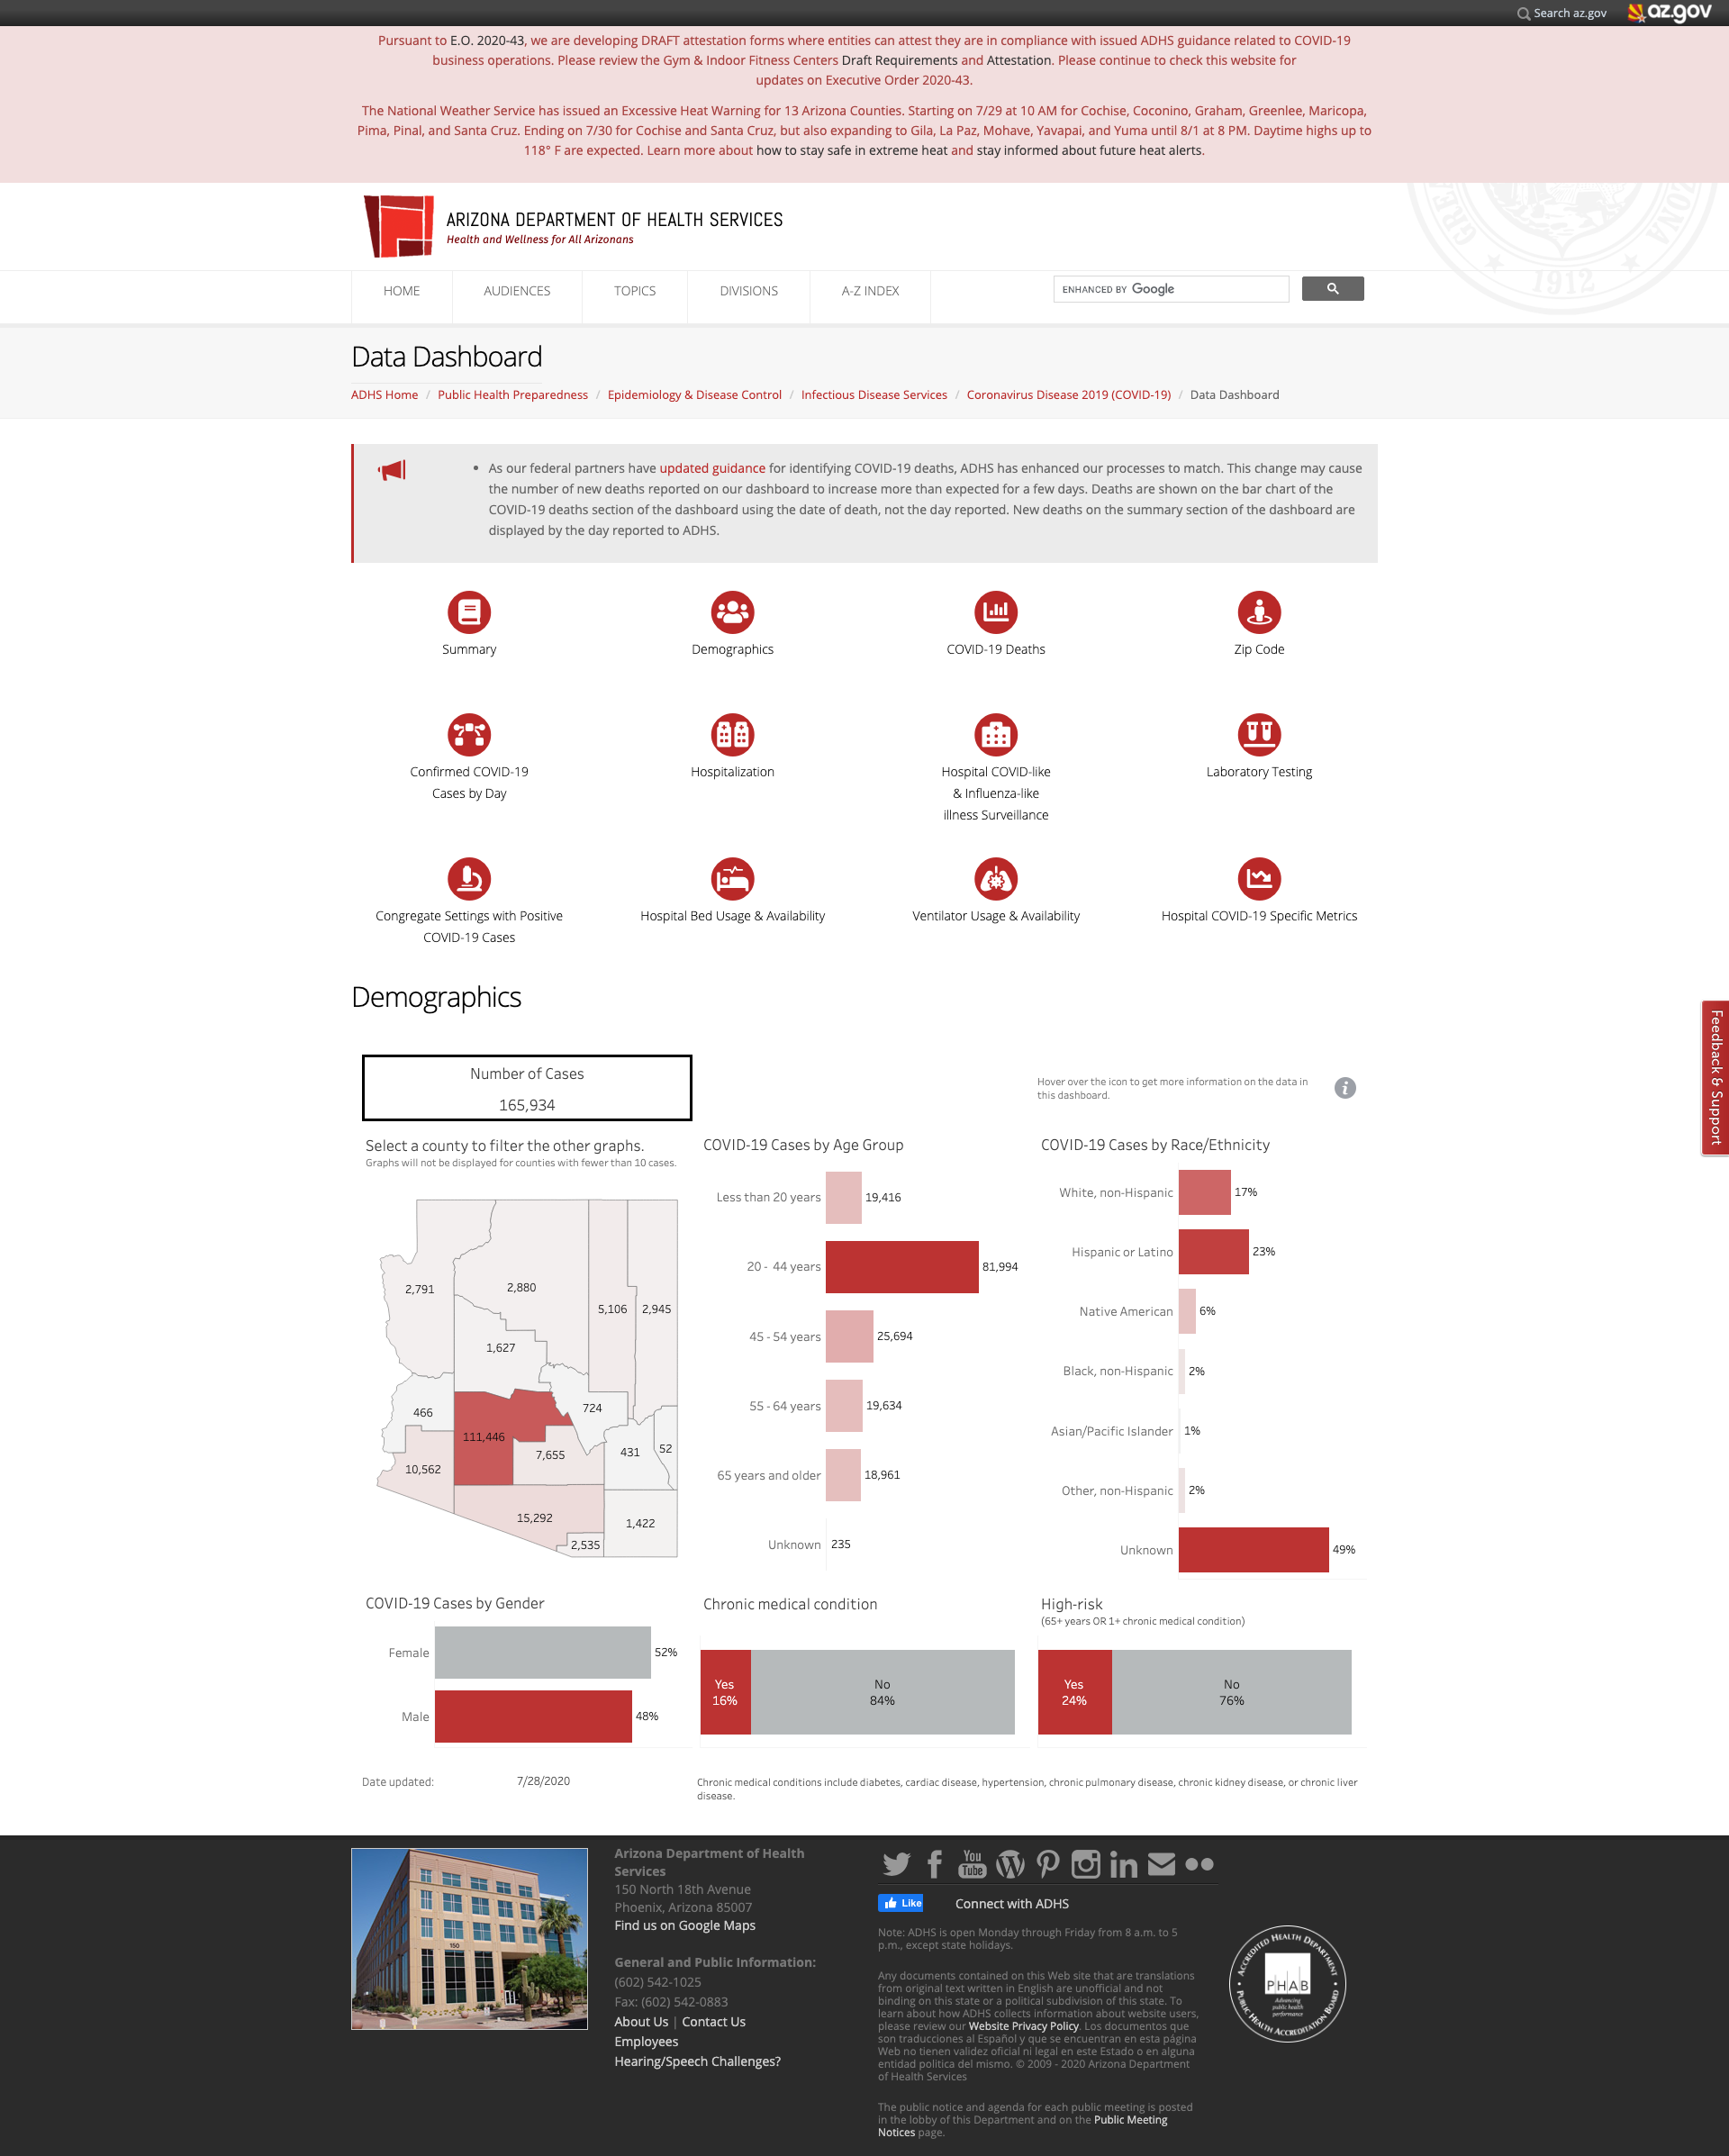 Search az.gov
az.gov
Pursuant to E.O. 2020-43, we are developing DRAFT attestation forms where entities can attest they are in compliance with issued ADHS guidance related to COVID-19
business operations. Please review the Gym & Indoor Fitness Centers Draft Requirements and Attestation. Please continue to check this website for
updates on Executive Order 2020-43.
The National Weather Service has issued an Excessive Heat Warning for 13 Arizona Counties. Starting on 7/29 at 10 AM for Cochise, Coconino, Graham, Greenlee, Maricopa,
Pima, Pinal, and Santa Cruz. Ending on 7/30 for Cochise and Santa Cruz, but also expanding to Gila, La Paz, Mohave, Yavapai, and Yuma until 8/1 at 8 PM. Daytime highs up to
118° F are expected. Learn more about how to stay safe in extreme heat and stay informed about future heat alerts.
ARIZONA DEPARTMENT OF HEALTH SERVICES
Health and Wellness for All Arizonans
1912
HOME
AUDIENCES
TOPICS
DIVISIONS
A-Z INDEX
ENHANCED BY Google
Data Dashboard
ADHS Home / Public Health Preparedness / Epidemiology & Disease Control / Infectious Disease Services / Coronavirus Disease 2019 (COVID-19) / Data Dashboard
• As our federal partners have updated guidance for identifying COVID-19 deaths, ADHS has enhanced our processes to match. This change may cause
the number of new deaths reported on our dashboard to increase more than expected for a few days. Deaths are shown on the bar chart of the
COVID-19 deaths section of the dashboard using the date of death, not the day reported. New deaths on the summary section of the dashboard are
displayed by the day reported to ADHS.
Summary
Demographics
COVID-19 Deaths
Zip Code
Confirmed COVID-19
Cases by Day
Hospitalization
Hospital COVID-like
& Influenza-like
illness Surveillance
Laboratory Testing
Congregate Settings with Positive
COVID-19 Cases
Hospital Bed Usage & Availability
Ventilator Usage & Availability
Hospital COVID-19 Specific Metrics
Demographics
Feedback & Support
Number of Cases
165,934
Hover over the icon to get more information on the data in
this dashboard.
Select a county to filter the other graphs.
Graphs will not be displayed for counties with fewer than 10 cases.
2,791
2,880
5,106
2,945
1,627
466
724
111,446
7,655
431
52
10,562
15,292
1,422
2,535
COVID-19 Cases by Age Group
Less than 20 years 19,416
20 - 44 years 81,994
45 - 54 years 25,694
55 - 64 years 19,634
65 years and older 18,961
Unknown 235
COVID-19 Cases by Race/Ethnicity
White, non-Hispanic 17%
Hispanic or Latino 23%
Native American 6%
Black, non-Hispanic 2%
Asian/Pacific Islander 1%
Other, non-Hispanic 2%
Unknown 49%
COVID-19 Cases by Gender
Female 52%
Male 48%
Chronic medical condition
Yes
16%
No
84%
High-risk
(65+ years OR 1+ chronic medical condition)
Yes
24%
No
76%
Date updated: 7/28/2020
Chronic medical conditions include diabetes, cardiac disease, hypertension, chronic pulmonary disease, chronic kidney disease, or chronic liver
disease.
150
Arizona Department of Health
Services
150 North 18th Avenue
Phoenix, Arizona 85007
Find us on Google Maps
General and Public Information:
(602) 542-1025
Fax: (602) 542-0883
About Us | Contact Us
Employees
Hearing/Speech Challenges?
You
Tube
Like
Connect with ADHS
Note: ADHS is open Monday through Friday from 8 a.m. to 5
p.m., except state holidays.
Any documents contained on this Web site that are translations
from original text written in English are unofficial and not
binding on this state or a political subdivision of this state. To
learn about how ADHS collects information about website users,
please review our Website Privacy Policy. Los documentos que
son traducciones al Español y que se encuentran en esta página
Web no tienen validez oficial ni legal en este Estado o en alguna
entidad politica del mismo. © 2009 - 2020 Arizona Department
of Health Services
The public notice and agenda for each public meeting is posted
in the lobby of this Department and on the Public Meeting
Notices page.
ACCREDITED HEALTH DEPARTMENT
PHAB
Advancing
public health
performance
PUBLIC HEALTH ACCREDITATION BOARD